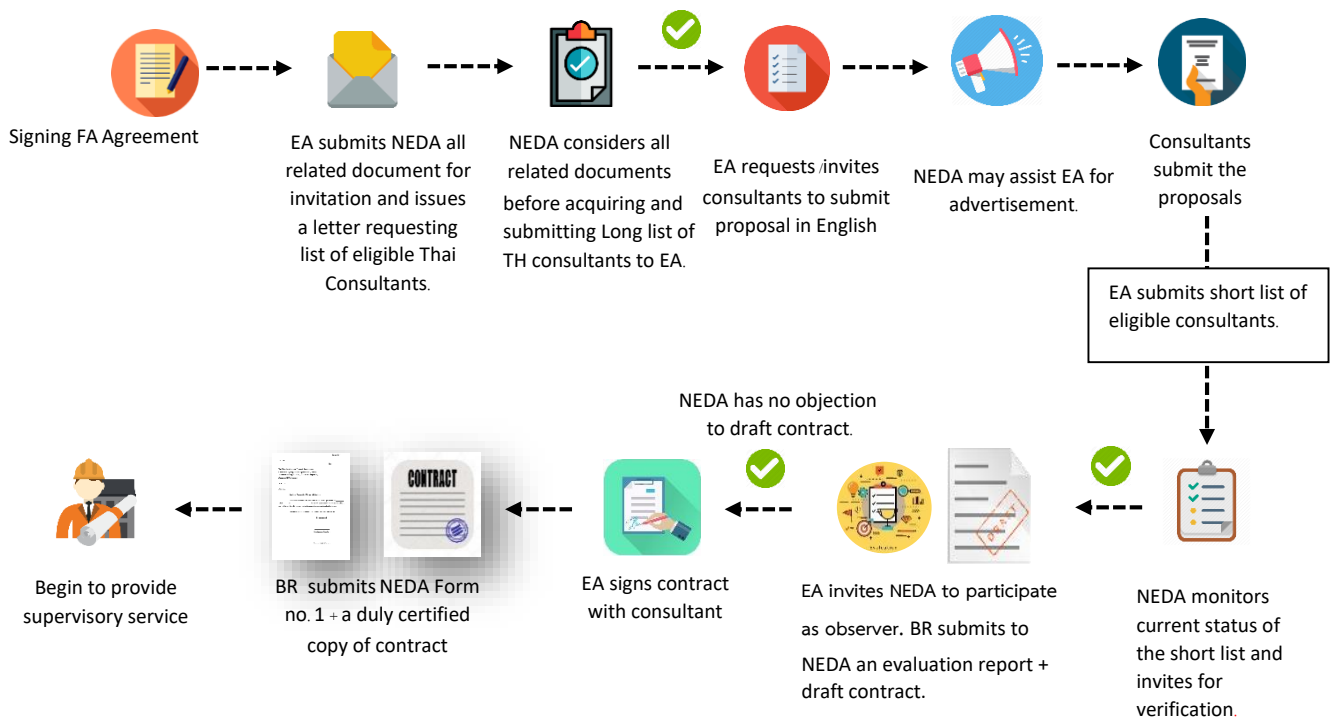 Signing FA Agreement
EA submits NEDA all
related document for
invitation and issues
a letter requesting
list of eligible Thai
Consultants.
NEDA considers all
related documents
before acquiring and
submitting Long list of
TH consultants to EA.
EA requests /invites
consultants to submit
proposal in English
NEDA may assist EA for
advertisement.
Consultants
submit the
proposals
EA submits short list of
eligible consultants.
NEDA monitors
current status of
the short list and
invites for
verification.
DRAFT
EA invites NEDA to participate
as observer. BR submits to
NEDA an evaluation report +
draft contract.
NEDA has no objection
to draft contract.
EA signs contract
with consultant
CONTRACT
BR submits NEDA Form
no. 1 + a duly certified
copy of contract
Begin to provide
supervisory service